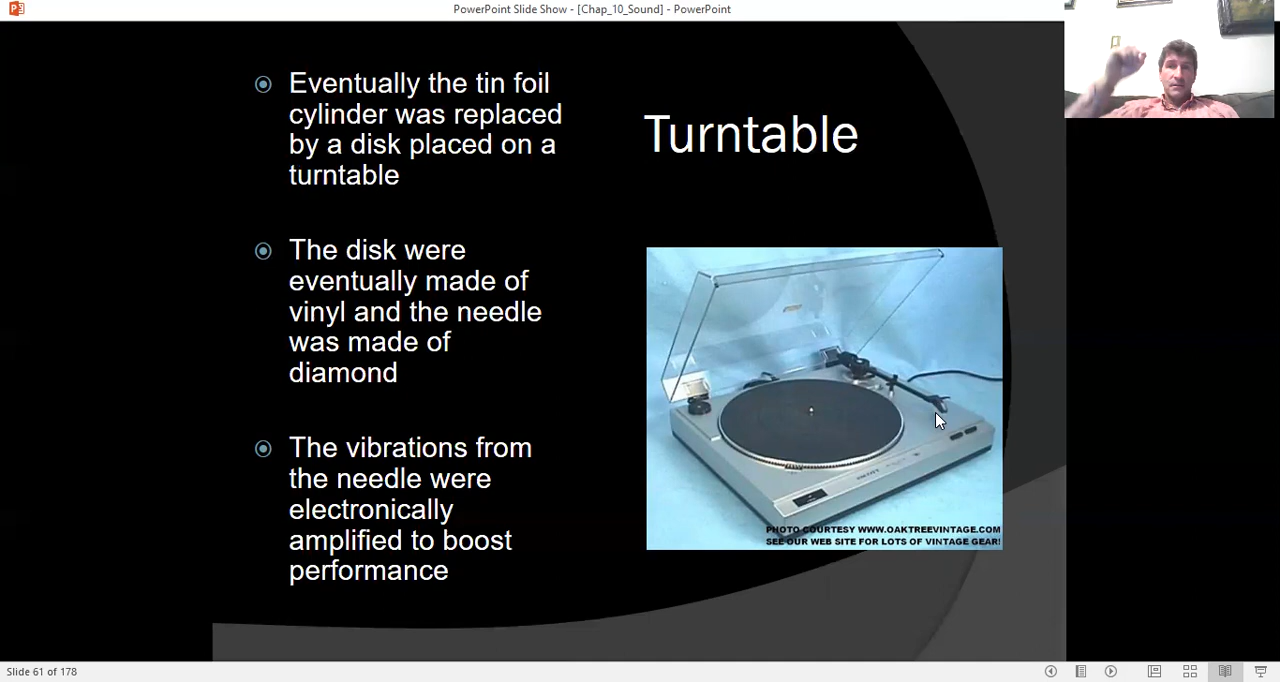 PowerPoint Slide Show - [Chap_10_Sound] - PowerPoint
Eventually the tin foil
cylinder was replaced
by a disk placed on a
turntable
The disk were
eventually made of
vinyl and the needle
was made of
diamond
The vibrations from
the needle were
electronically
amplified to boost
performance
Turntable
PHOTO COURTESY WWW.OAKTREEVINTAGE.COM
SEE OUR WEB SITE FOR LOTS OF VINTAGE GEAR!
Slide 61 of 178